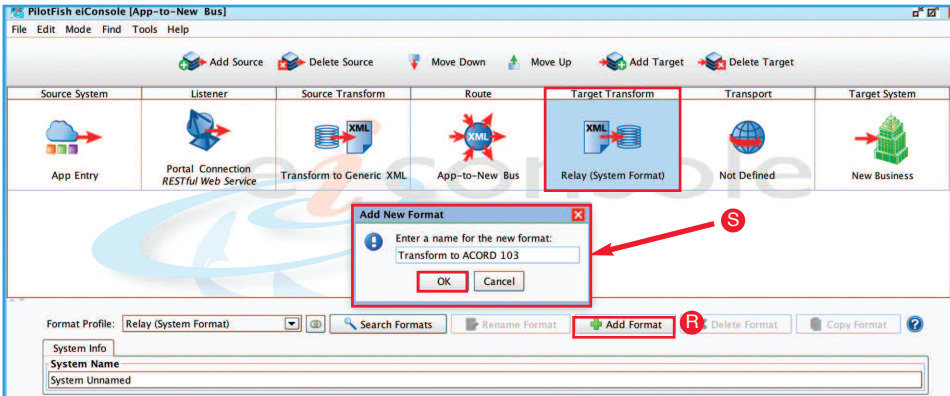 PilotFish eiConsole [App-to-New Bus]
File Edit Mode Find Tools Help
Add Source Delete Source Move Down Move Up Add Target Delete Target
Source System Listener Source Transform Route Target Transform Transport Target System
XML XML XML
App Entry Portal Connection Transform to Generic XML App-to-New Bus Relay (System Format) Not Defined New Business
RESTful Web Service
eiconsole
Add New Format
S
Enter a name for the new format:
Transform to ACORD 103
OK Cancel
Format Profile: Relay (System Format) Search Formats Rename Format Add Format R Delete Format Copy Format ?
System Info
System Name
System Unnamed